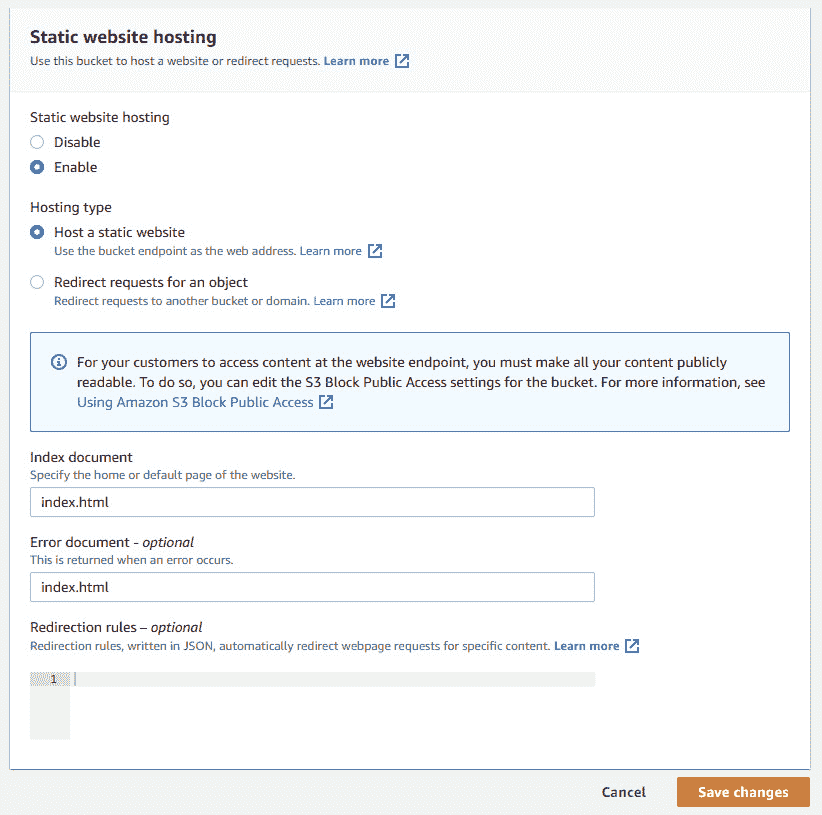 Static website hosting
Use this bucket to host a website or redirect requests. Learn more
Static website hosting
Disable
Enable
Hosting type
Host a static website
Use the bucket endpoint as the web address. Learn more
Redirect requests for an object
Redirect requests to another bucket or domain. Learn more
For your customers to access content at the website endpoint, you must make all your content publicly
readable. To do so, you can edit the S3 Block Public Access settings for the bucket. For more information, see
Using Amazon S3 Block Public Access
Index document
Specify the home or default page of the website.
index.html
Error document - optional
This is returned when an error occurs.
index.html
Redirection rules – optional
Redirection rules, written in JSON, automatically redirect webpage requests for specific content. Learn more
1
Cancel Save changes